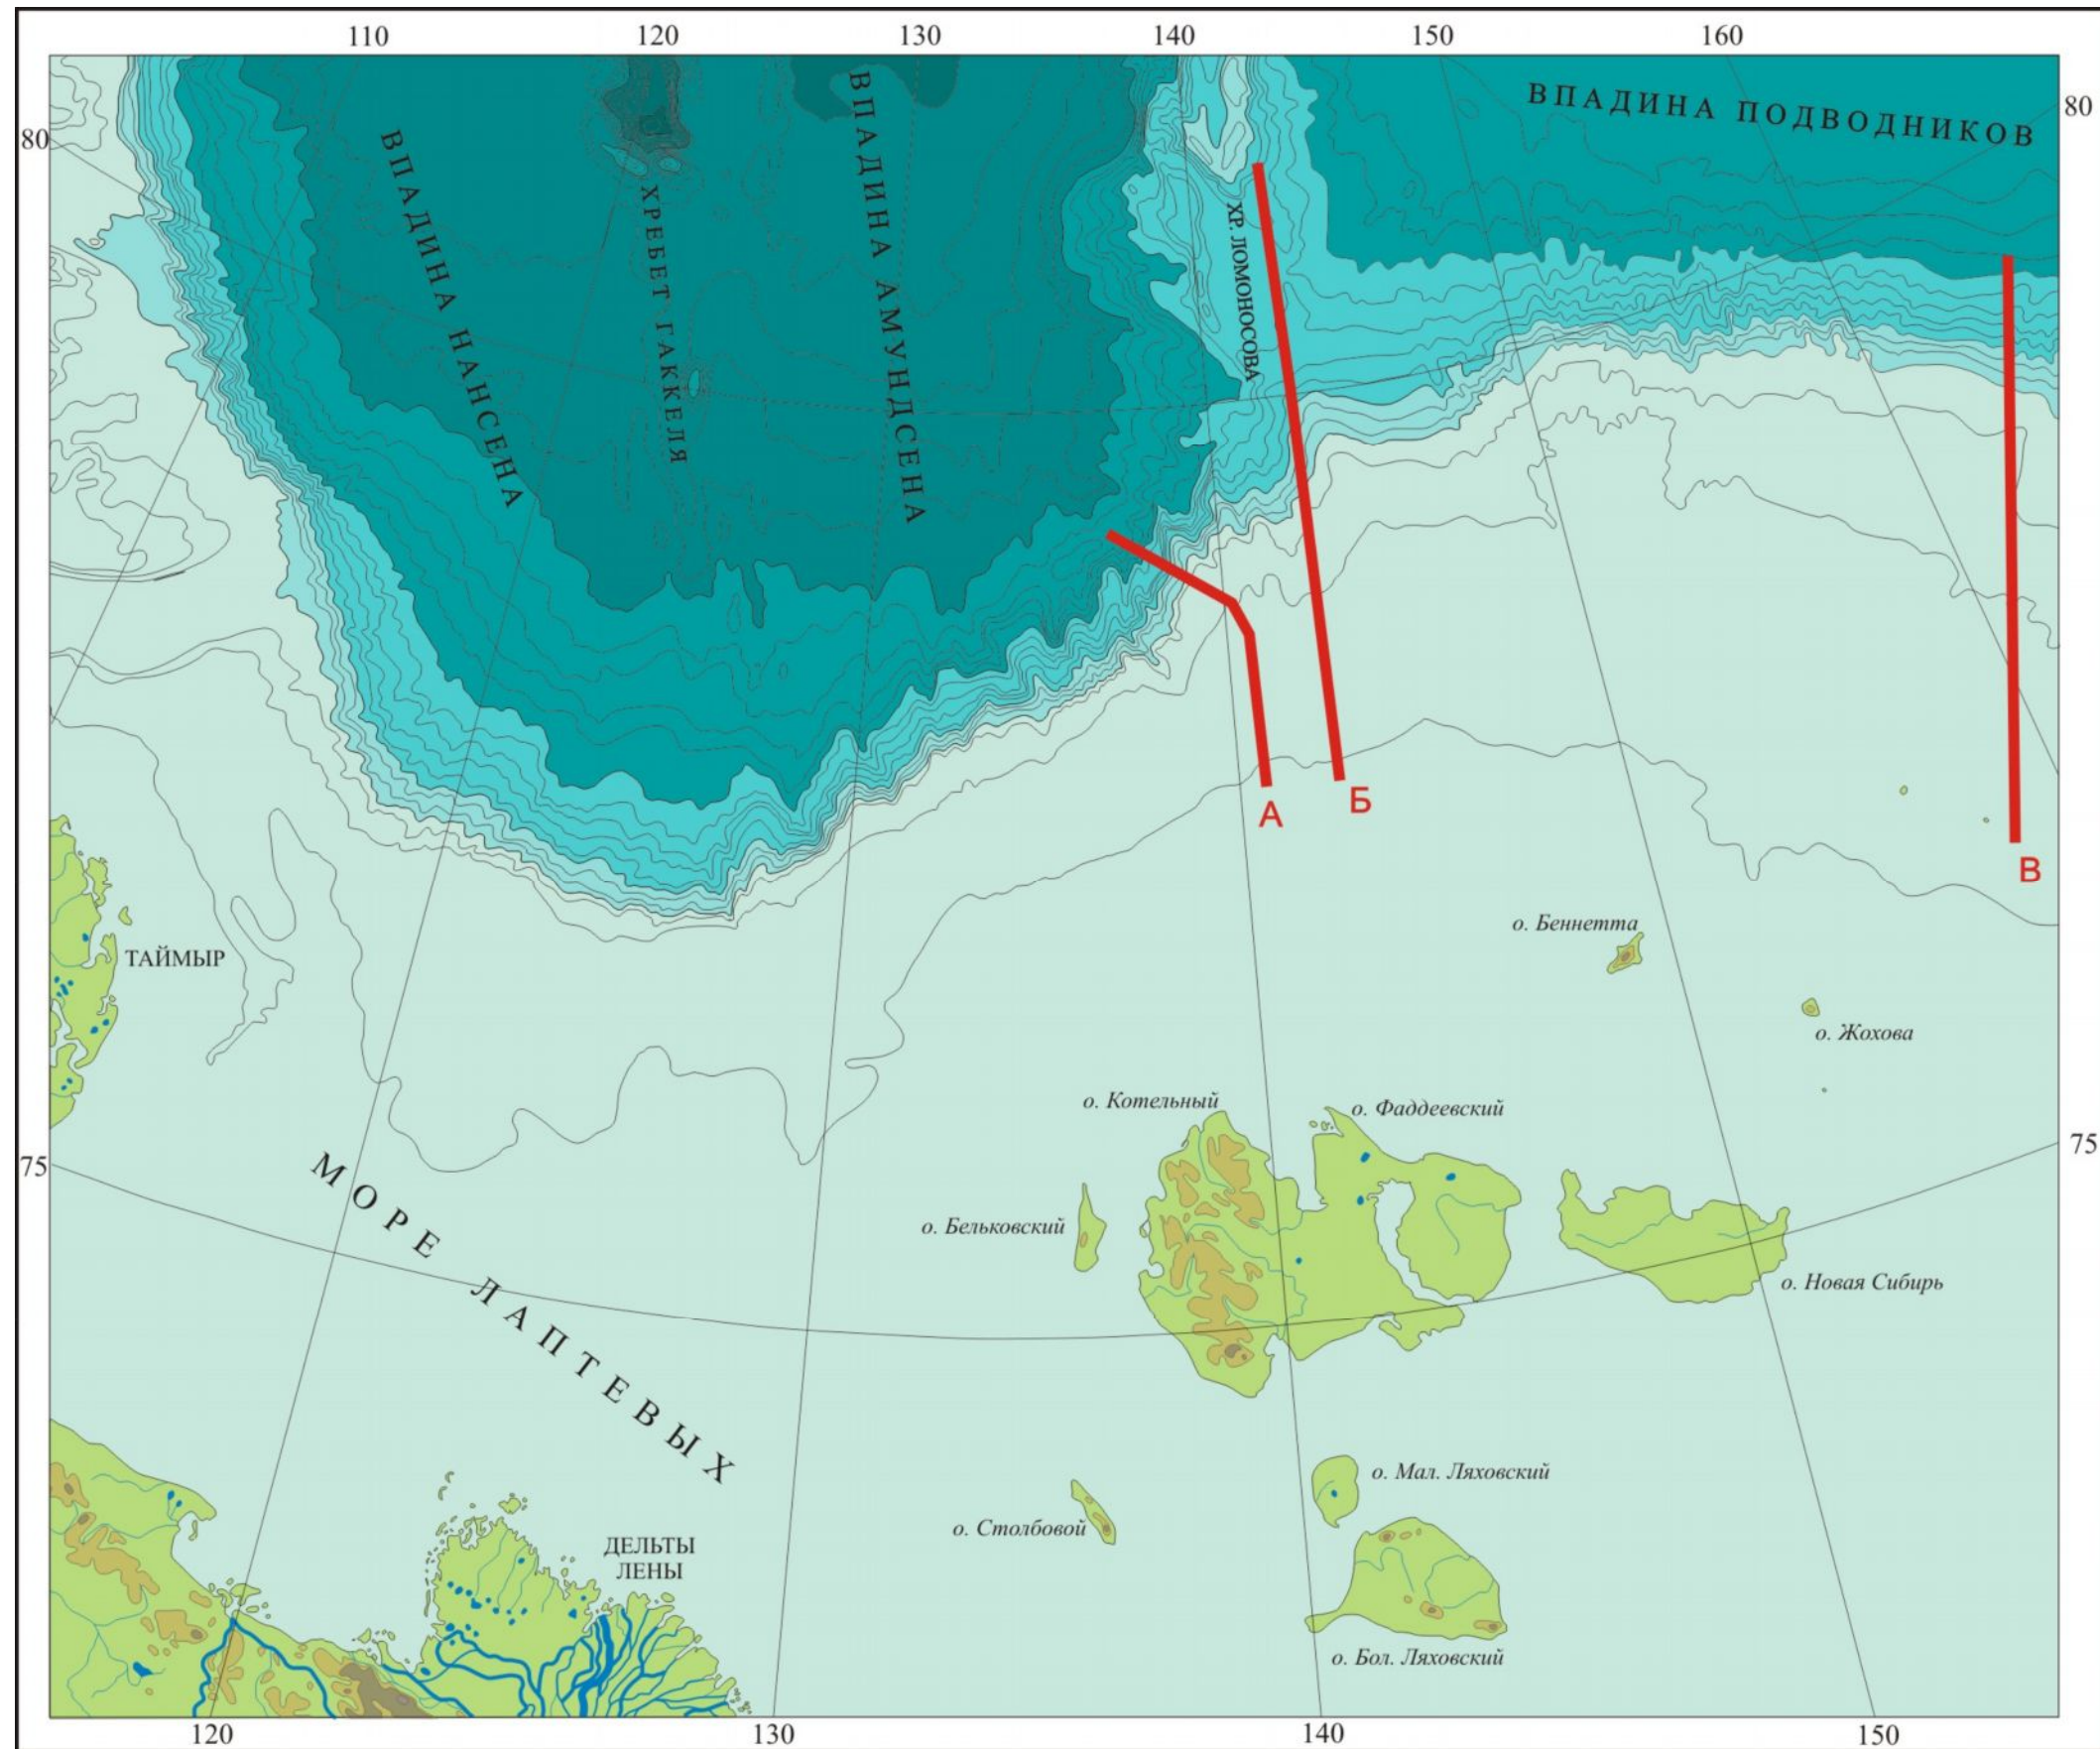 110
120
130
140
150
160
80
80
ВПАДИНА ПОДВОДНИКОВ
ВПАДИНА НАНСЕНА
ХРЕБЕТ ГАККЕЛЯ
ВПАДИНА АМУНДСЕНА
ХР. ЛОМОНОСОВА
А
Б
В
ТАЙМЫР
о. Беннетта
о. Жохова
о. Котельный
о. Фаддеевский
75
75
МОРЕ ЛАПТЕВЫХ
о. Бельковский
о. Новая Сибирь
о. Мал. Ляховский
о. Столбовой
ДЕЛЬТЫ
ЛЕНЫ
о. Бол. Ляховский
120
130
140
150